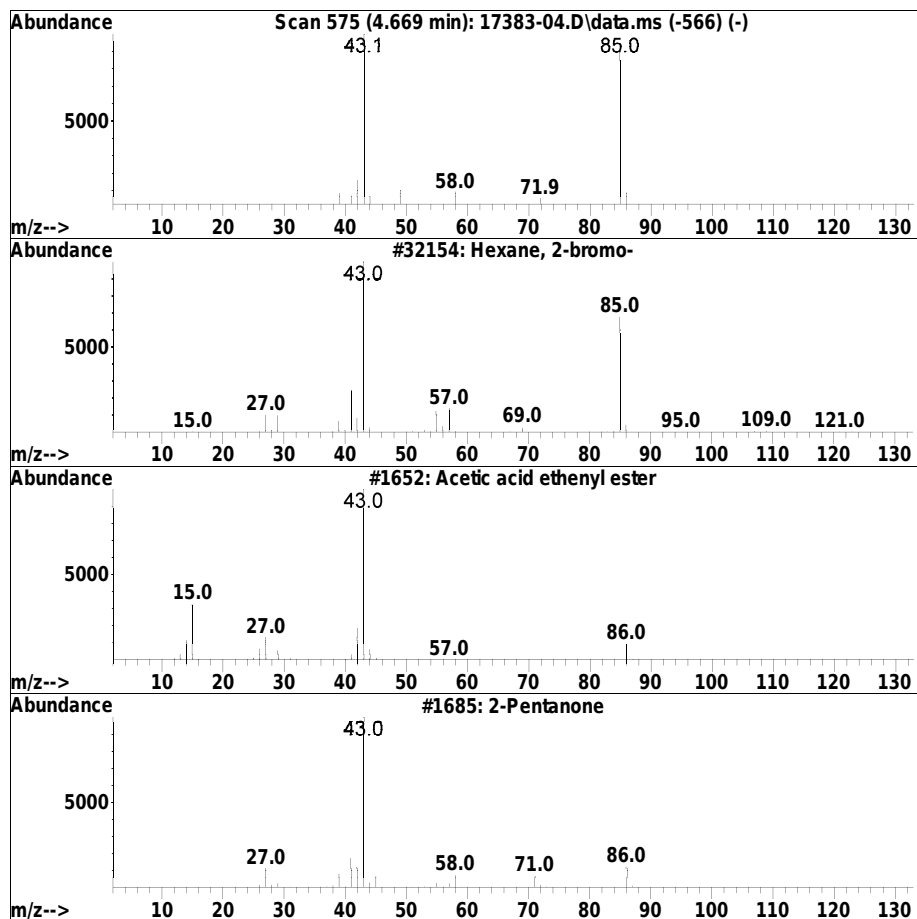 Abundance Scan 575 (4.669 min): 17383-04.D\data.ms (-566) (-)
43.1 85.0
5000
58.0 71.9
m/z--> 10 20 30 40 50 60 70 80 90 100 110 120 130
Abundance #32154: Hexane, 2-bromo-
43.0
85.0
5000
15.0 27.0 57.0 69.0 95.0 109.0 121.0
m/z--> 10 20 30 40 50 60 70 80 90 100 110 120 130
Abundance #1652: Acetic acid ethenyl ester
43.0
5000
15.0
27.0 57.0 86.0
m/z--> 10 20 30 40 50 60 70 80 90 100 110 120 130
Abundance #1685: 2-Pentanone
43.0
5000
27.0 58.0 71.0 86.0
m/z--> 10 20 30 40 50 60 70 80 90 100 110 120 130